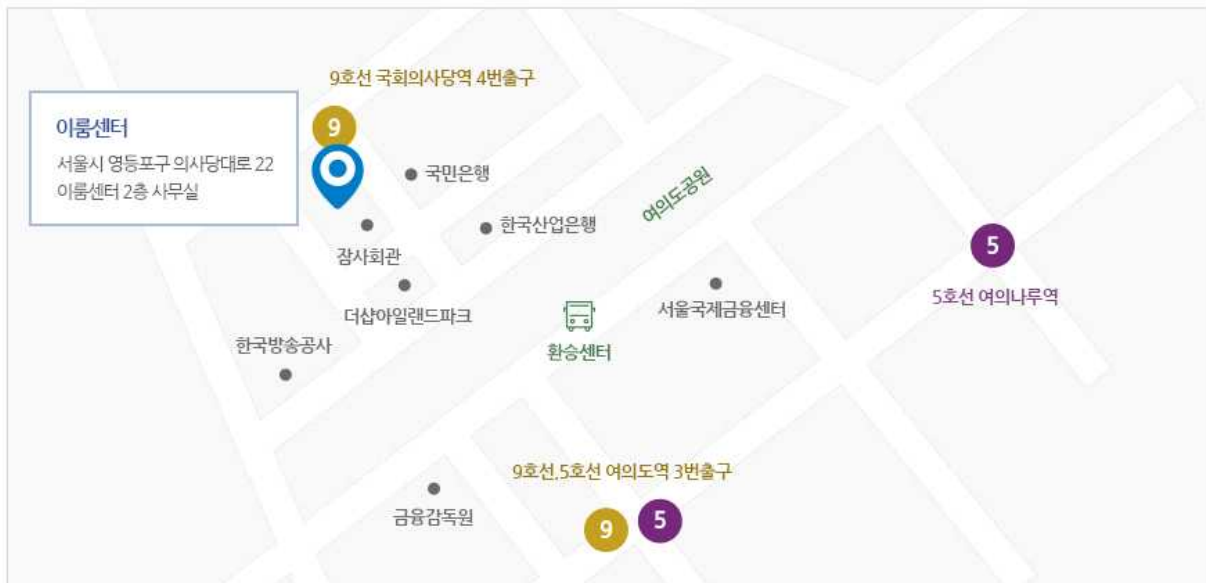 9호선 국회의사당역 4번출구
이룸센터
서울시 영등포구 의사당대로 22
이룸센터 2층 사무실
9
국민은행
한국산업은행
여의도공원
잠사회관
5
5호선 여의나루역
더샵아일랜드파크
서울국제금융센터
한국방송공사
환승센터
9호선,5호선 여의도역 3번출구
금융감독원
9
5